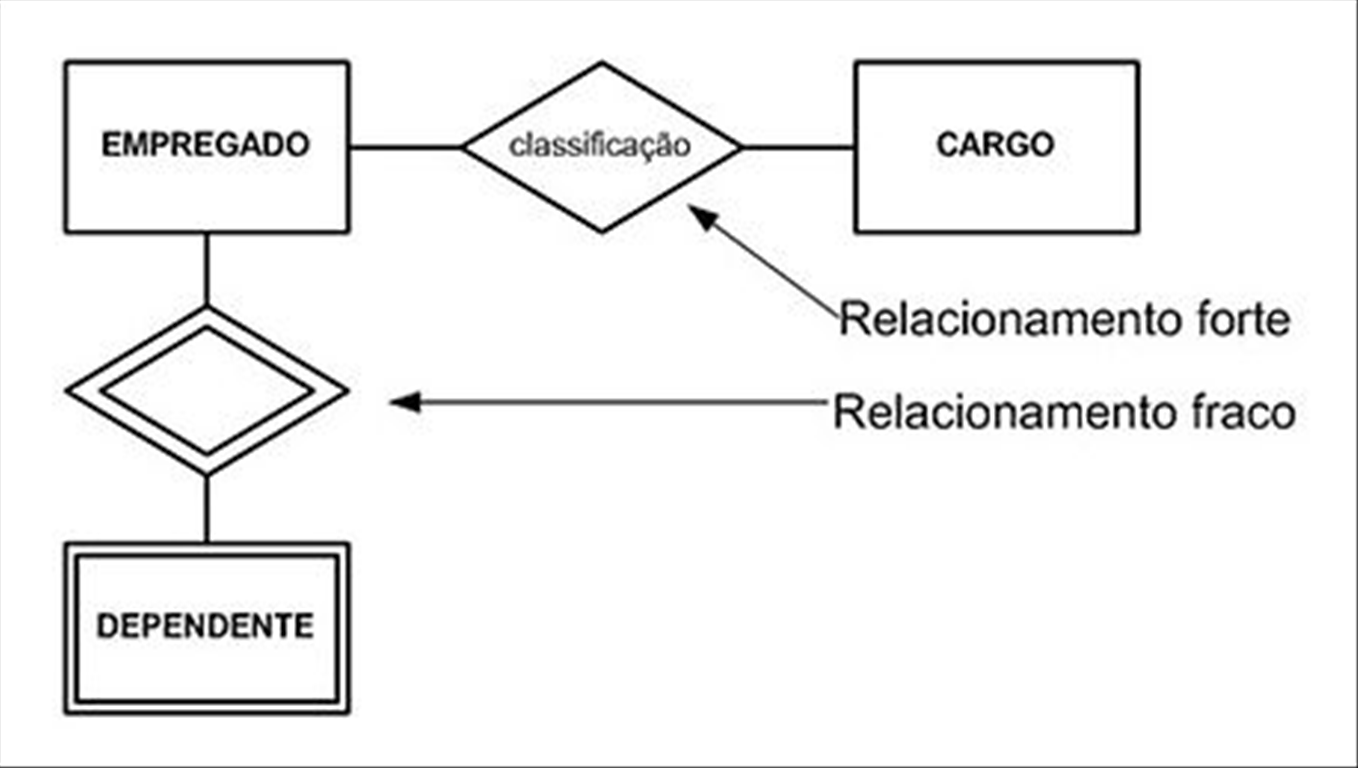 EMPREGADO
classificação
CARGO
Relacionamento forte
Relacionamento fraco
DEPENDENTE